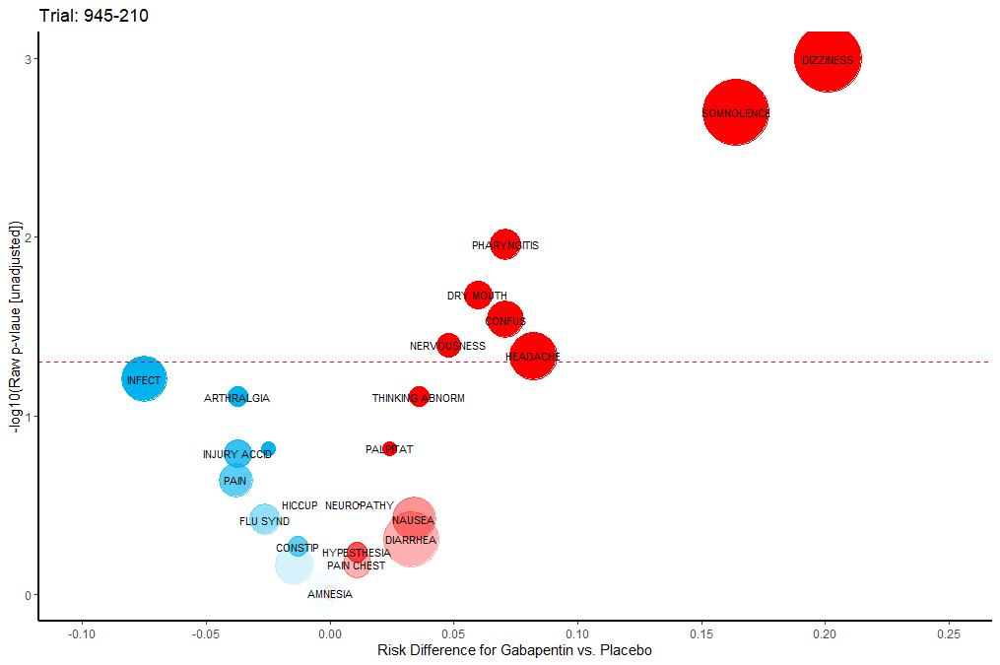 Trial: 945-210
3
DIZZINESS
SOMNOLENCE
2
PHARYNGITIS
DRY MOUTH
CONFUS
NERVOUSNESS
HEADACHE
INFECT
ARTHRALGIA
THINKING ABNORM
1
PALPITAT
INJURY ACCID
PAIN
HICCUP
NEUROPATHY
FLU SYND
NAUSEA
DIARRHEA
CONSTIP
HYPESTHESIA
PAIN CHEST
AMNESIA
0
-log10(Raw p-vlaue [unadjusted])
-0.10
-0.05
0.00
0.05
0.10
0.15
0.20
0.25
Risk Difference for Gabapentin vs. Placebo